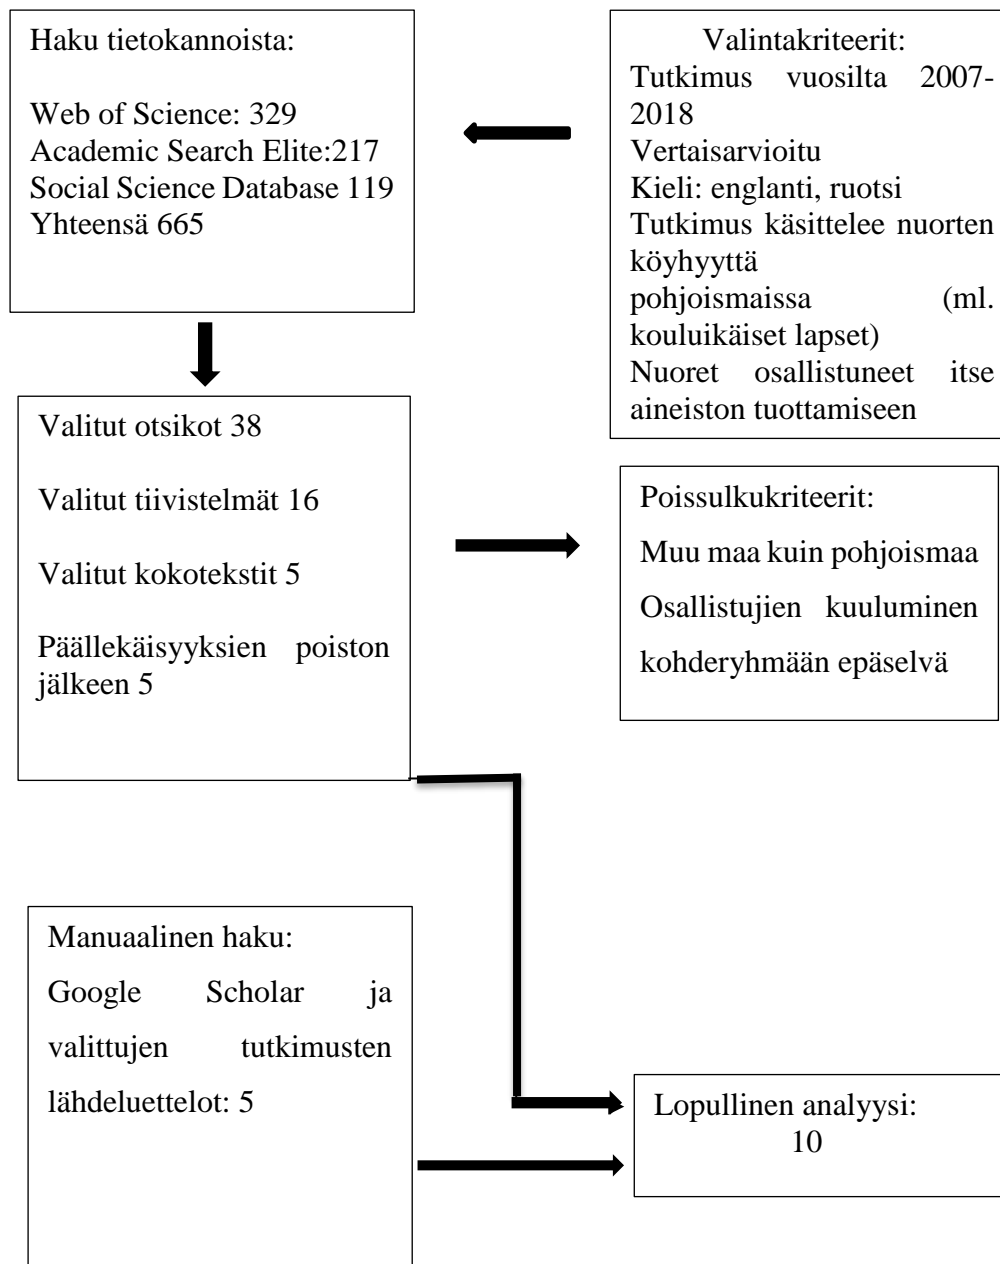 Haku tietokannoista:
Web of Science: 329
Academic Search Elite:217
Social Science Database 119
Yhteensä 665
Valintakriteerit:
Tutkimus vuosilta 2007-
2018
Vertaisarvioitu
Kieli: englanti, ruotsi
Tutkimus käsittelee nuorten
köyhyyttä
pohjoismaissa (ml.
kouluikäiset lapset)
Nuoret osallistuneet itse
aineiston tuottamiseen
Valitut otsikot 38
Valitut tiivistelmät 16
Valitut kokotekstit 5
Päällekäisyyksien poiston
jälkeen 5
Poissulkukriteerit:
Muu maa kuin pohjoismaa
Osallistujien kuuluminen
kohderyhmään epäselvä
Manuaalinen haku:
Google Scholar ja
valittujen tutkimusten
lähdeluettelot: 5
Lopullinen analyysi:
10